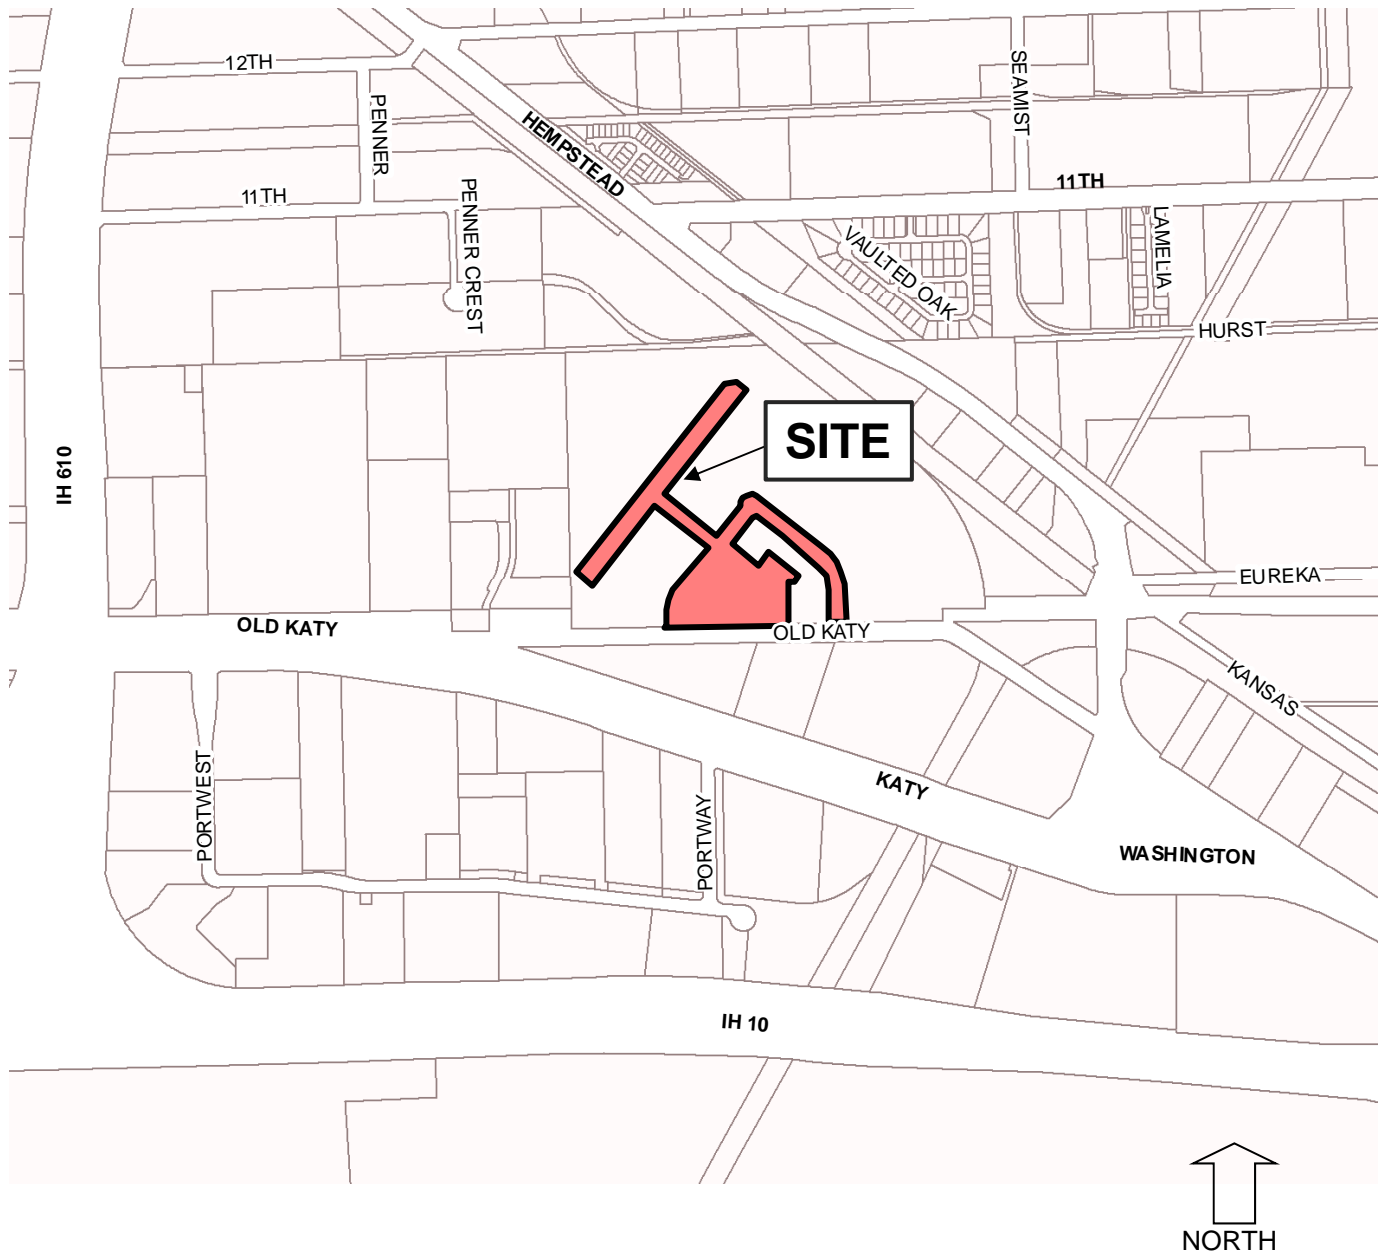 12TH
SEAMIST
PENNER
HEMPSTEAD
11TH
11TH
PENNER CREST
LAMELIA
VAULTED OAK
HURST
SITE
IH 610
EUREKA
OLD KATY
OLD KATY
KANSAS
PORTWEST
KATY
PORTWAY
WASHINGTON
IH 10
NORTH